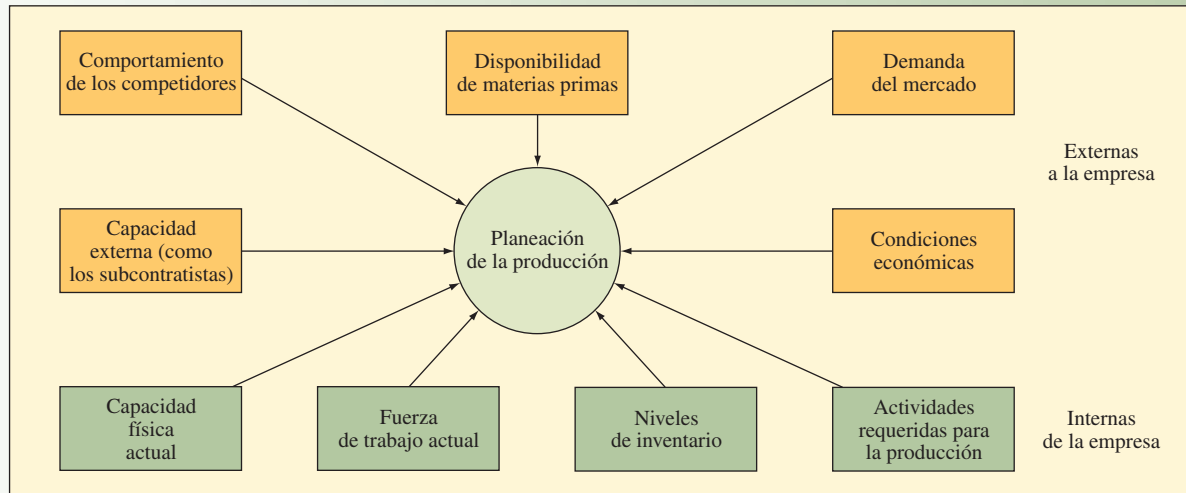 Comportamiento
de los competidores
Disponibilidad
de materias primas
Demanda
del mercado
Externas
a la empresa
Capacidad
externa (como
los subcontratistas)
Planeación
de la producción
Condiciones
económicas
Capacidad
física
actual
Fuerza
de trabajo actual
Niveles
de inventario
Actividades
requeridas para
la producción
Internas
de la empresa